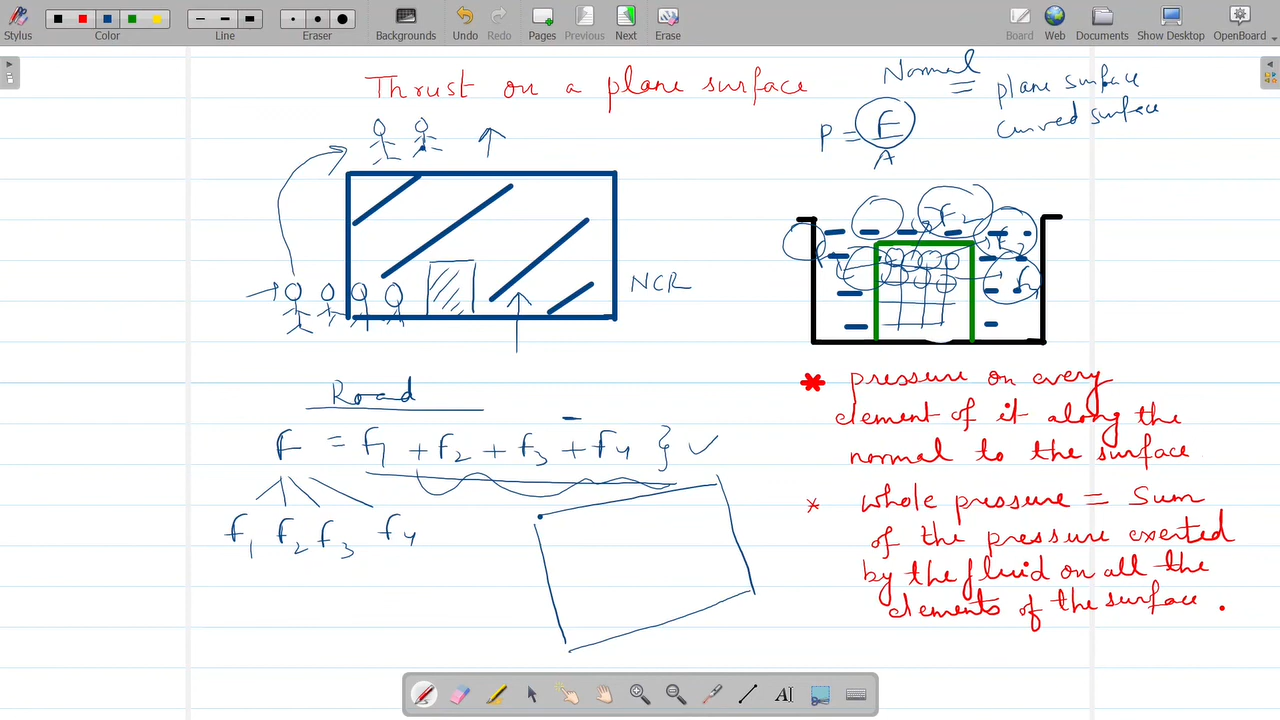 Stylus
Color
Line
Eraser
Backgrounds
Undo
Redo
Pages
Previous
Next
Erase
Board
Web
Documents
Show Desktop
OpenBoard
Thrust on a plane surface
Normal
plane surface
curved surface
P = F
A
F2
F3
F4
NCR
Road
F = F1 + F2 + F3 + F4 } ✓
F1 F2 F3 F4
* pressure on every
element of it along the
normal to the surface
* whole pressure = Sum
of the pressure exerted
by the fluid on all the
elements of the surface.